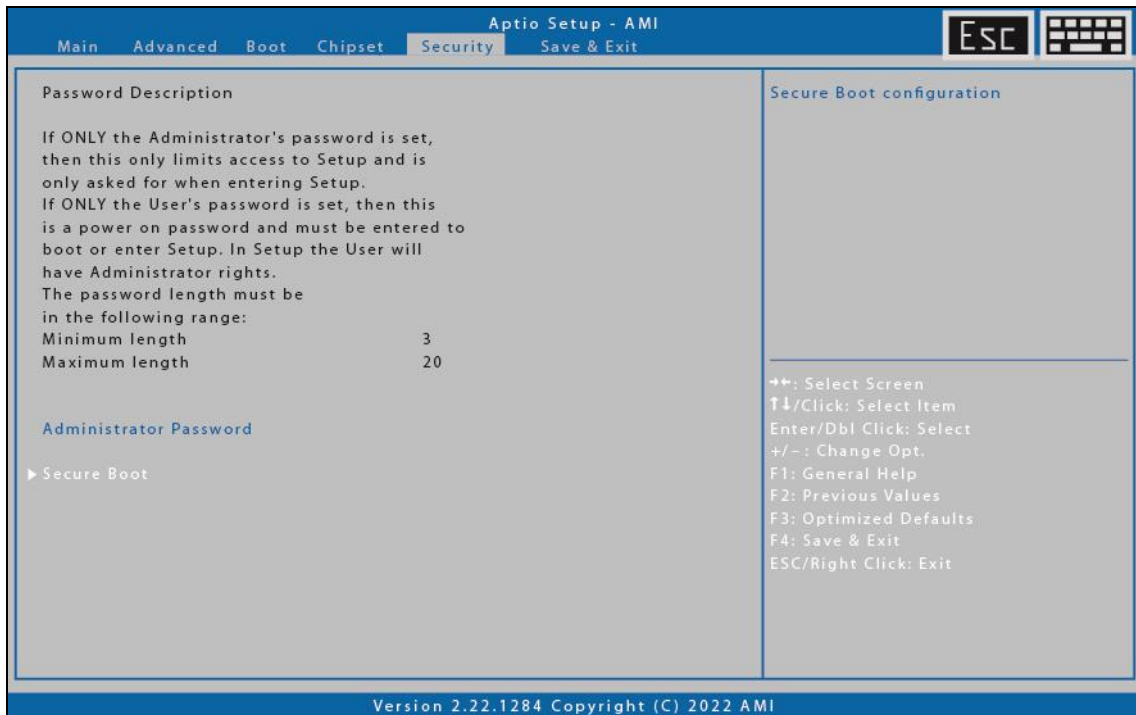 Aptio Setup - AMI
Main Advanced Boot Chipset Security Save & Exit
Esc
Password Description
If ONLY the Administrator's password is set,
then this only limits access to Setup and is
only asked for when entering Setup.
If ONLY the User's password is set, then this
is a power on password and must be entered to
boot or enter Setup. In Setup the User will
have Administrator rights.
The password length must be
in the following range:
Minimum length 3
Maximum length 20
Administrator Password
Secure Boot
Secure Boot configuration
→←: Select Screen
↑↓/Click: Select Item
Enter/Dbl Click: Select
+/–: Change Opt.
F1: General Help
F2: Previous Values
F3: Optimized Defaults
F4: Save & Exit
ESC/Right Click: Exit
Version 2.22.1284 Copyright (C) 2022 AMI